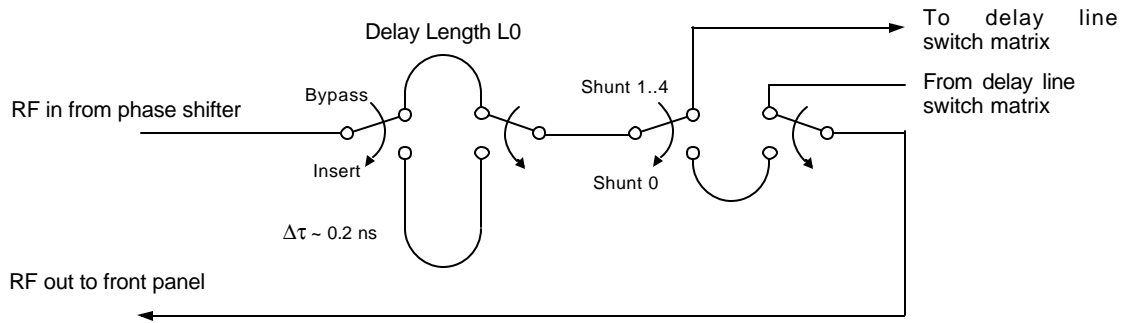 To delay line
switch matrix
Delay Length L0
From delay line
switch matrix
Bypass
Shunt 1..4
RF in from phase shifter
Insert
Shunt 0
Δτ ~ 0.2 ns
RF out to front panel